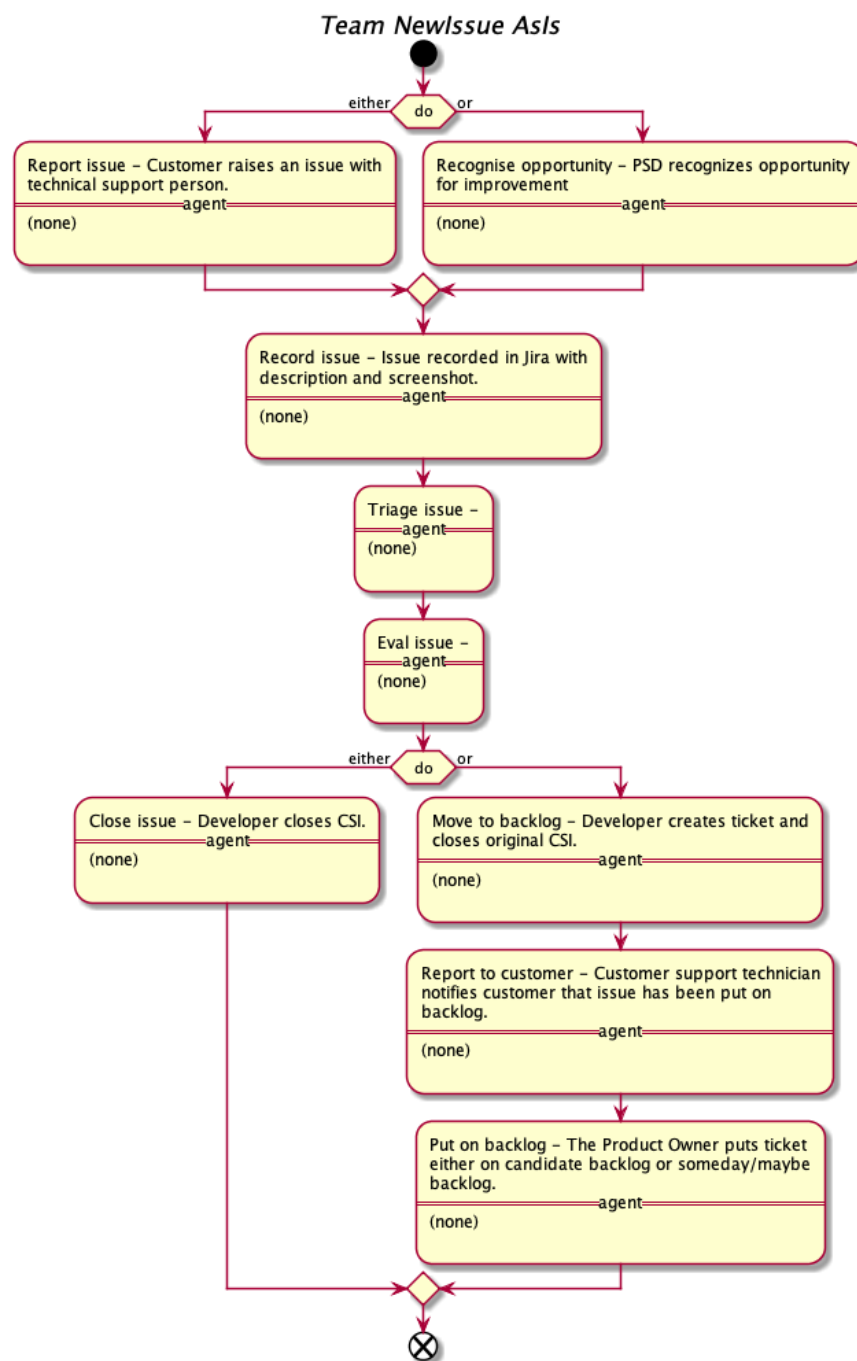 Team NewIssue AsIs
either
do
or
Report issue – Customer raises an issue with
technical support person.
agent
(none)
Recognise opportunity – PSD recognizes opportunity
for improvement
agent
(none)
Record issue – Issue recorded in Jira with
description and screenshot.
agent
(none)
Triage issue –
agent
(none)
Eval issue –
agent
(none)
either
do
or
Close issue – Developer closes CSI.
agent
(none)
Move to backlog – Developer creates ticket and
closes original CSI.
agent
(none)
Report to customer – Customer support technician
notifies customer that issue has been put on
backlog.
agent
(none)
Put on backlog – The Product Owner puts ticket
either on candidate backlog or someday/maybe
backlog.
agent
(none)